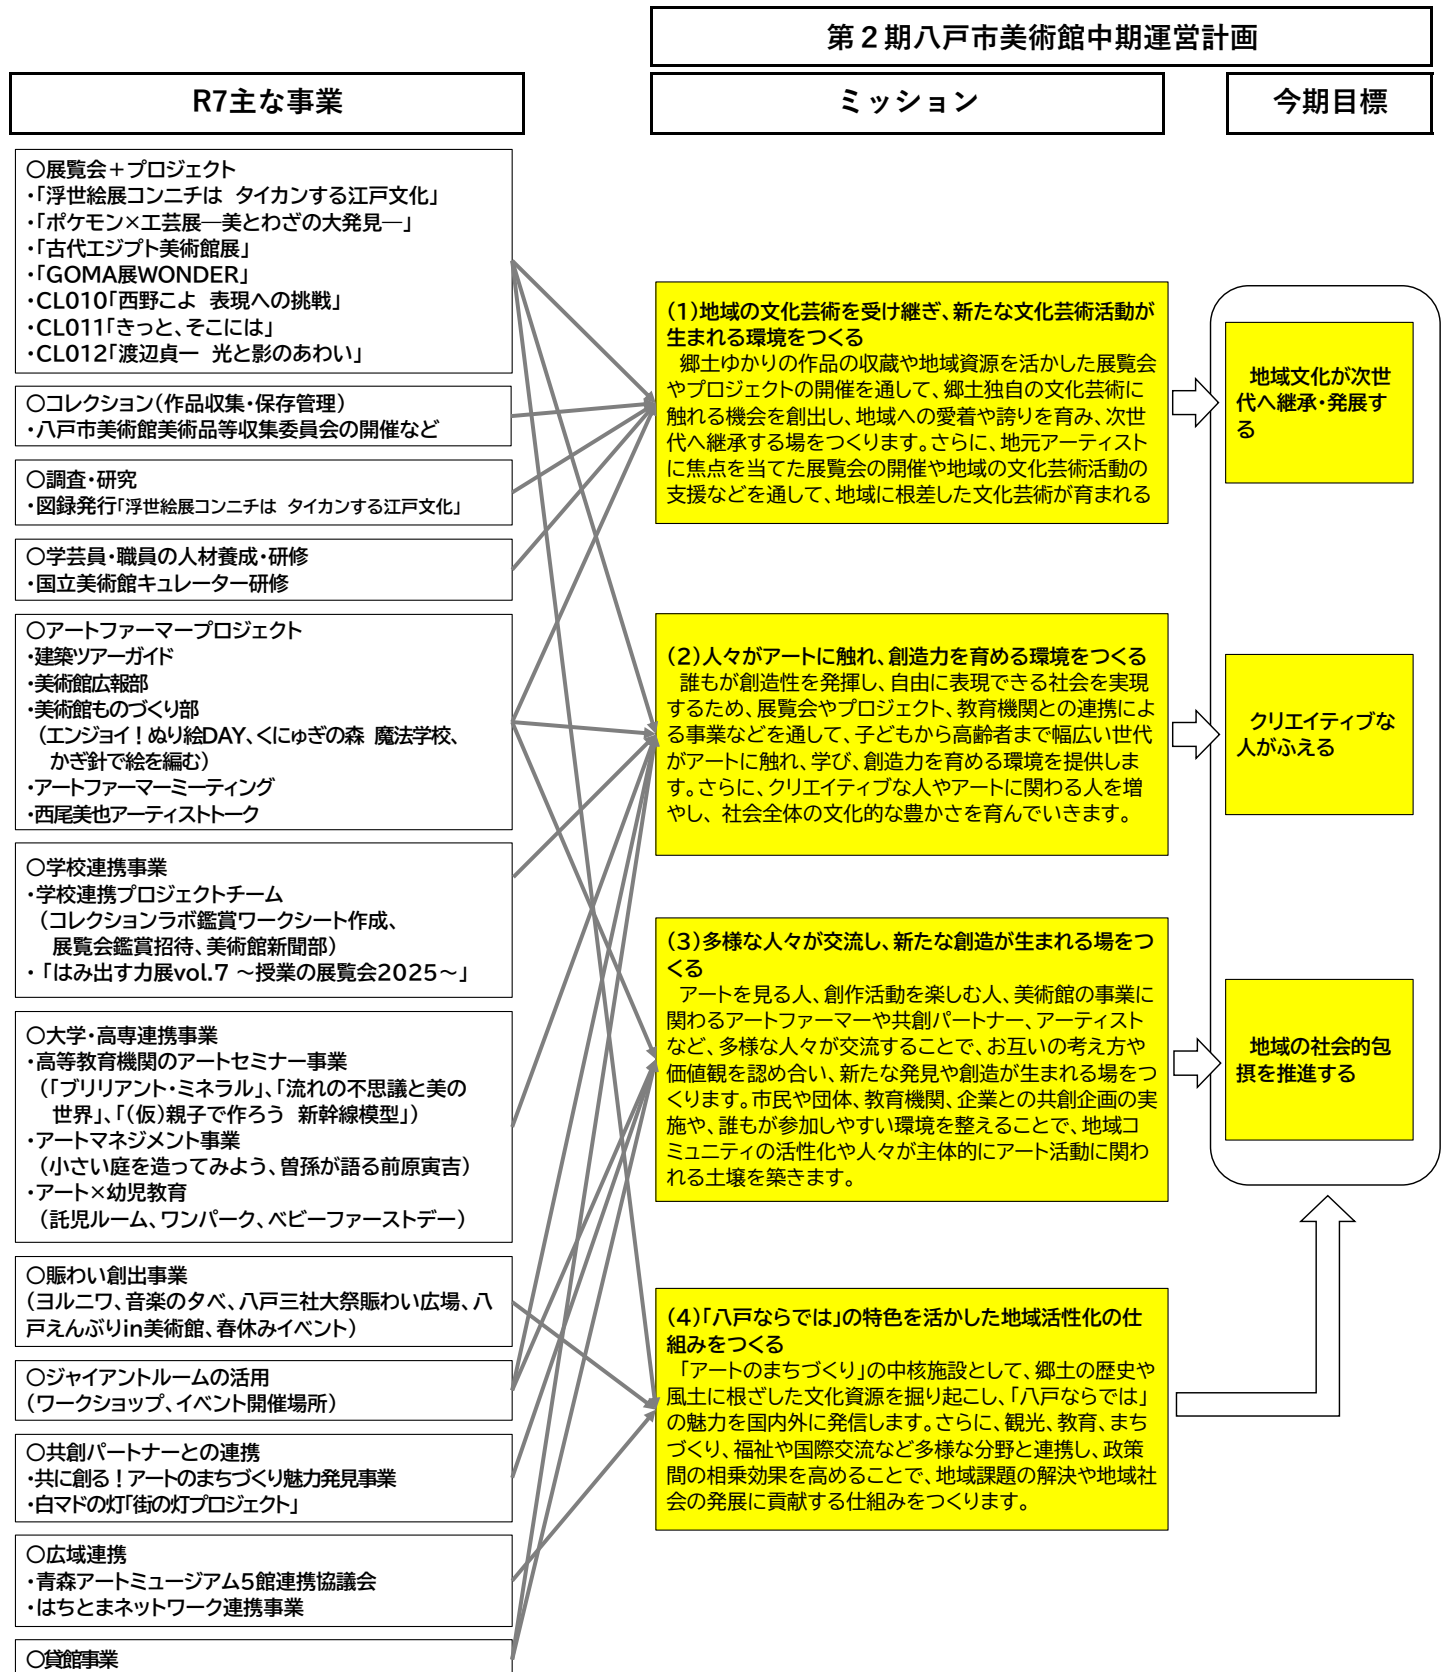 第２期八戸市美術館中期運営計画
R7主な事業
ミッション
今期目標
〇展覧会＋プロジェクト
・「浮世絵展コンニチは　タイカンする江戸文化」
・「ポケモン×工芸展―美とわざの大発見―」
・「古代エジプト美術館展」
・「GOMA展WONDER」
・CL010「西野こよ　表現への挑戦」
・CL011「きっと、そこには」
・CL012「渡辺貞一　光と影のあわい」
〇コレクション（作品収集・保存管理）
・八戸市美術館美術品等収集委員会の開催など
〇調査・研究
・図録発行「浮世絵展コンニチは　タイカンする江戸文化」
〇学芸員・職員の人材養成・研修
・国立美術館キュレーター研修
〇アートファーマープロジェクト
・建築ツアーガイド
・美術館広報部
・美術館ものづくり部
（エンジョイ！ぬり絵DAY、くにゅぎの森　魔法学校、
かぎ針で絵を編む）
・アートファーマーミーティング
・西尾美也アーティストトーク
〇学校連携事業
・学校連携プロジェクトチーム
（コレクションラボ鑑賞ワークシート作成、
展覧会鑑賞招待、美術館新聞部）
・「はみ出す力展vol.7 ～授業の展覧会2025～」
〇大学・高専連携事業
・高等教育機関のアートセミナー事業
（「ブリリアント・ミネラル」、「流れの不思議と美の
世界」、「（仮）親子で作ろう　新幹線模型」）
・アートマネジメント事業
（小さい庭を造ってみよう、曽孫が語る前原寅吉）
・アート×幼児教育
（託児ルーム、ワンパーク、ベビーファーストデー）
〇賑わい創出事業
（ヨルニワ、音楽の夕べ、八戸三社大祭賑わい広場、八
戸えんぶりin美術館、春休みイベント）
〇ジャイアントルームの活用
（ワークショップ、イベント開催場所）
〇共創パートナーとの連携
・共に創る！アートのまちづくり魅力発見事業
・白マドの灯「街の灯プロジェクト」
〇広域連携
・青森アートミュージアム5館連携協議会
・はちとまネットワーク連携事業
〇貸館事業
（1）地域の文化芸術を受け継ぎ、新たな文化芸術活動が
生まれる環境をつくる
郷土ゆかりの作品の収蔵や地域資源を活かした展覧会
やプロジェクトの開催を通して、郷土独自の文化芸術に
触れる機会を創出し、地域への愛着や誇りを育み、次世
代へ継承する場をつくります。さらに、地元アーティスト
に焦点を当てた展覧会の開催や地域の文化芸術活動の
支援などを通して、地域に根差した文化芸術が育まれる
（2）人々がアートに触れ、創造力を育める環境をつくる
誰もが創造性を発揮し、自由に表現できる社会を実現
するため、展覧会やプロジェクト、教育機関との連携によ
る事業などを通して、子どもから高齢者まで幅広い世代
がアートに触れ、学び、創造力を育める環境を提供しま
す。さらに、クリエイティブな人やアートに関わる人を増
やし、社会全体の文化的な豊かさを育んでいきます。
（3）多様な人々が交流し、新たな創造が生まれる場をつ
くる
アートを見る人、創作活動を楽しむ人、美術館の事業に
関わるアートファーマーや共創パートナー、アーティスト
など、多様な人々が交流することで、お互いの考え方や
価値観を認め合い、新たな発見や創造が生まれる場をつ
くります。市民や団体、教育機関、企業との共創企画の実
施や、誰もが参加しやすい環境を整えることで、地域コ
ミュニティの活性化や人々が主体的にアート活動に関わ
れる土壌を築きます。
（4）「八戸ならでは」の特色を活かした地域活性化の仕
組みをつくる
「アートのまちづくり」の中核施設として、郷土の歴史や
風土に根ざした文化資源を掘り起こし、「八戸ならでは」
の魅力を国内外に発信します。さらに、観光、教育、まち
づくり、福祉や国際交流など多様な分野と連携し、政策
間の相乗効果を高めることで、地域課題の解決や地域社
会の発展に貢献する仕組みをつくります。
地域文化が次世
代へ継承・発展す
る
クリエイティブな
人がふえる
地域の社会的包
摂を推進する